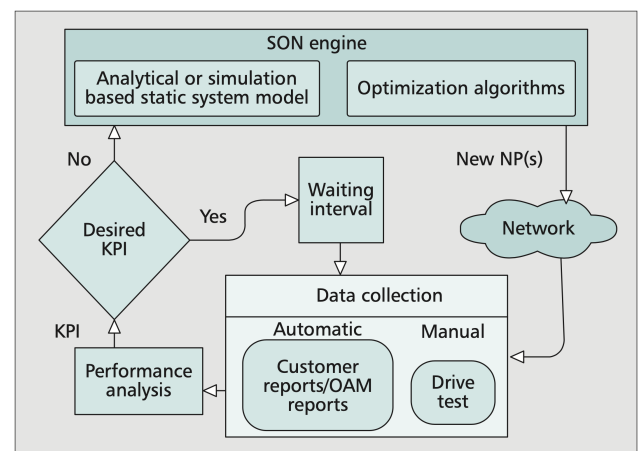 SON engine
Analytical or simulation
based static system model
Optimization algorithms
No
New NP(s)
Waiting
interval
Yes
Desired
KPI
Network
Data collection
KPI
Automatic
Manual
Performance
analysis
Customer
reports/OAM
reports
Drive
test